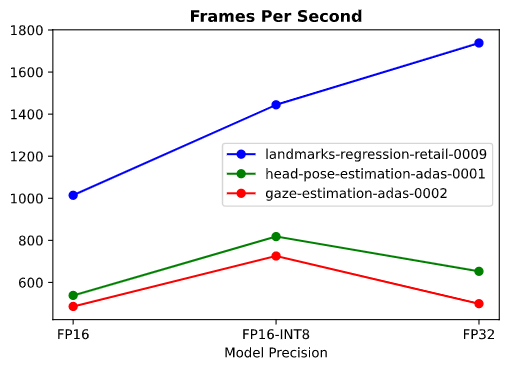 Frames Per Second
1800
1600
1400
1200
1000
800
600
landmarks-regression-retail-0009
head-pose-estimation-adas-0001
gaze-estimation-adas-0002
FP16
FP16-INT8
FP32
Model Precision